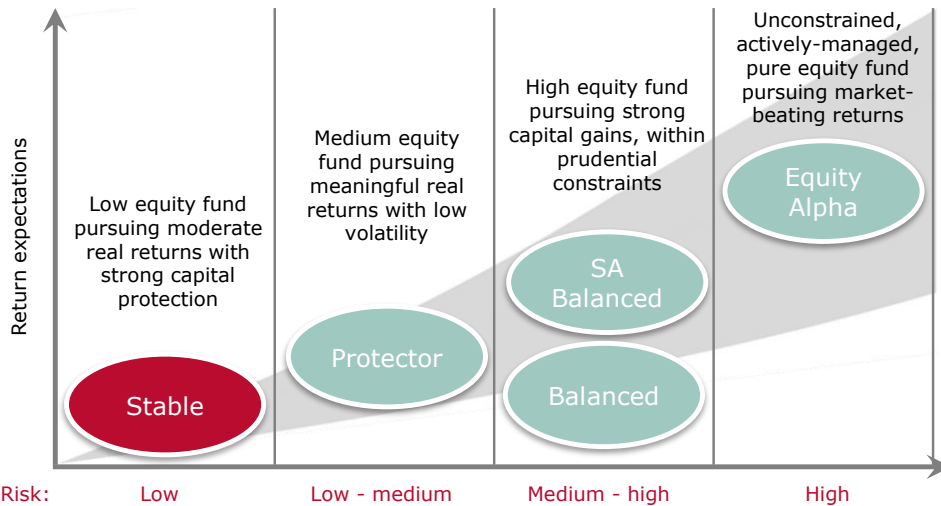 Return expectations
Low equity fund
pursuing moderate
real returns with
strong capital
protection
Stable
Medium equity
fund pursuing
meaningful real
returns with low
volatility
Protector
High equity fund
pursuing strong
capital gains, within
prudential
constraints
SA
Balanced
Balanced
Unconstrained,
actively-managed,
pure equity fund
pursuing market-
beating returns
Equity
Alpha
Risk:
Low
Low - medium
Medium - high
High